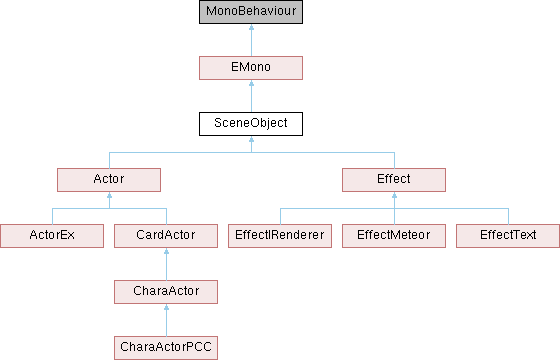 MonoBehaviour
EMono
SceneObject
Actor
Effect
ActorEx
CardActor
EffectIRenderer
EffectMeteor
EffectText
CharaActor
CharaActorPCC